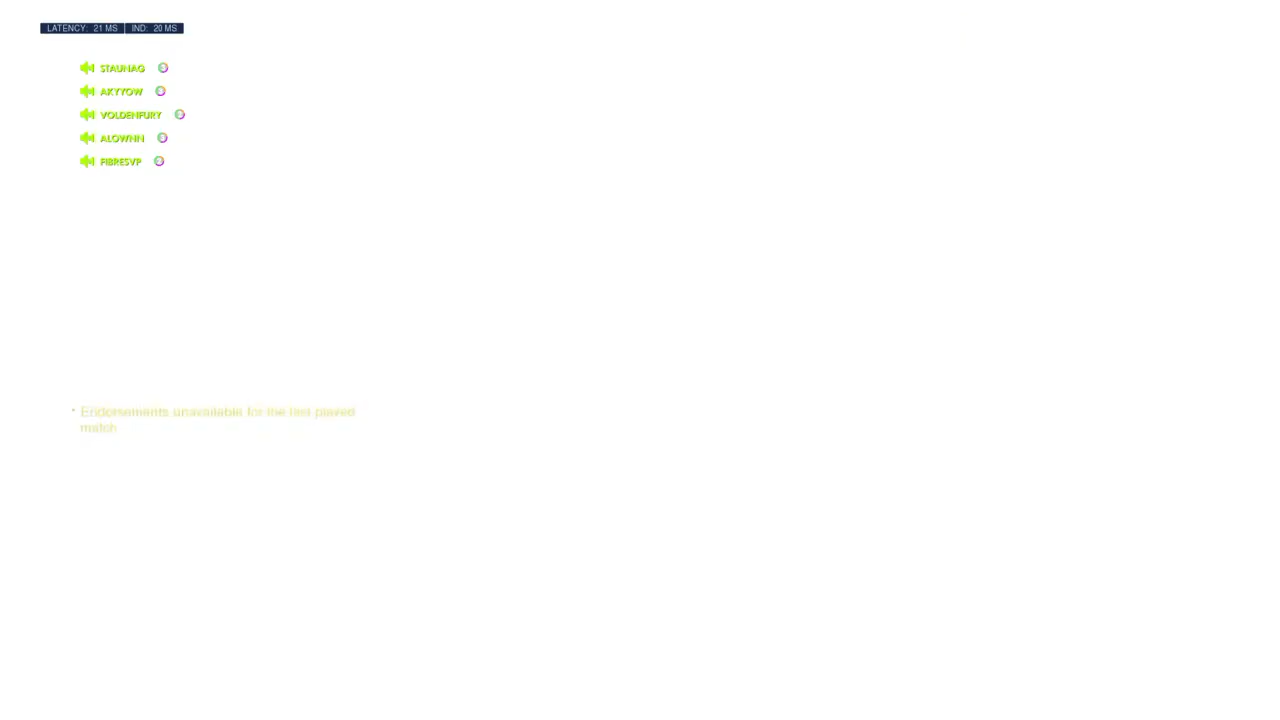 LATENCY: 21 MS | IND: 20 MS
STAUNAG
AKYYOW
VOLDENFURY
ALOWNN
FIBRESVP
Endorsements unavailable for the last played
match